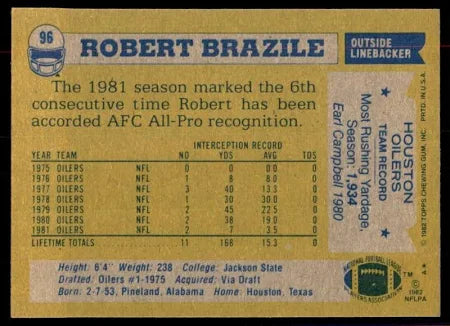 96
ROBERT BRAZILE
OUTSIDE
LINEBACKER
The 1981 season marked the 6th
consecutive time Robert has been
accorded AFC All-Pro recognition.
INTERCEPTION RECORD
YEAR TEAM NO YDS AVG TDS
1975 OILERS NFL 0 0 0.0 0
1976 OILERS NFL 1 8 8.0 0
1977 OILERS NFL 3 40 13.3 0
1978 OILERS NFL 1 30 30.0 0
1979 OILERS NFL 2 45 22.5 0
1980 OILERS NFL 2 38 19.0 0
1981 OILERS NFL 2 7 3.5 0
LIFETIME TOTALS 11 168 15.3 0
Height: 6'4" Weight: 238 College: Jackson State
Drafted: Oilers #1-1975 Acquired: Via Draft
Born: 2-7-53, Pineland, Alabama Home: Houston, Texas
HOUSTON
OILERS
TEAM RECORD
Most Rushing Yardage,
Season: 1,934
Earl Campbell 1980
© 1982 TOPPS CHEWING GUM, INC. PRTD. IN U.S.A.
A*
NATIONAL FOOTBALL LEAGUE
PLAYERS ASSOCIATION
TM
© 1982
NFLPA